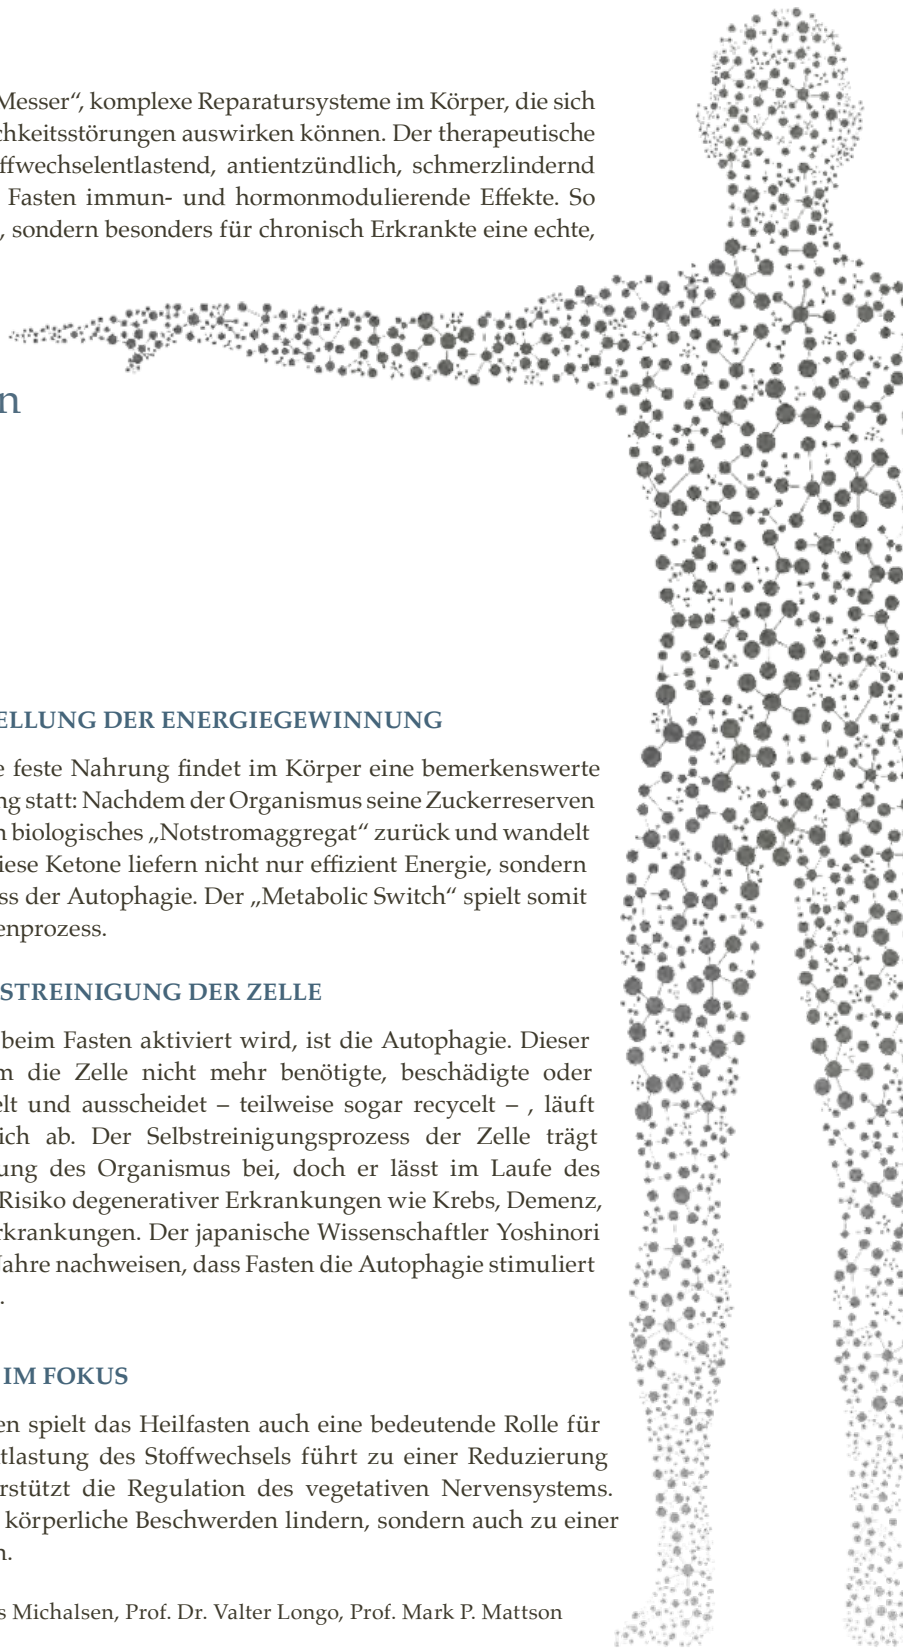 Messer“, komplexe Reparatursysteme im Körper, die sich
chkeitsstörungen auswirken können. Der therapeutische
ffwechselentlastend, antientzündlich, schmerzlindernd
Fasten immun- und hormonmodulierende Effekte. So
, sondern besonders für chronisch Erkrankte eine echte,
n
ELLUNG DER ENERGIEGEWINNUNG
e feste Nahrung findet im Körper eine bemerkenswerte
ng statt: Nachdem der Organismus seine Zuckerreserven
n biologisches „Notstromaggregat“ zurück und wandelt
iese Ketone liefern nicht nur effizient Energie, sondern
ss der Autophagie. Der „Metabolic Switch“ spielt somit
enprozess.
STREINIGUNG DER ZELLE
beim Fasten aktiviert wird, ist die Autophagie. Dieser
m die Zelle nicht mehr benötigte, beschädigte oder
elt und ausscheidet – teilweise sogar recycelt – , läuft
ich ab. Der Selbstreinigungsprozess der Zelle trägt
ung des Organismus bei, doch er lässt im Laufe des
Risiko degenerativer Erkrankungen wie Krebs, Demenz,
rkrankungen. Der japanische Wissenschaftler Yoshinori
Jahre nachweisen, dass Fasten die Autophagie stimuliert
.
IM FOKUS
en spielt das Heilfasten auch eine bedeutende Rolle für
tlastung des Stoffwechsels führt zu einer Reduzierung
rstützt die Regulation des vegetativen Nervensystems.
körperliche Beschwerden lindern, sondern auch zu einer
n.
s Michalsen, Prof. Dr. Valter Longo, Prof. Mark P. Mattson